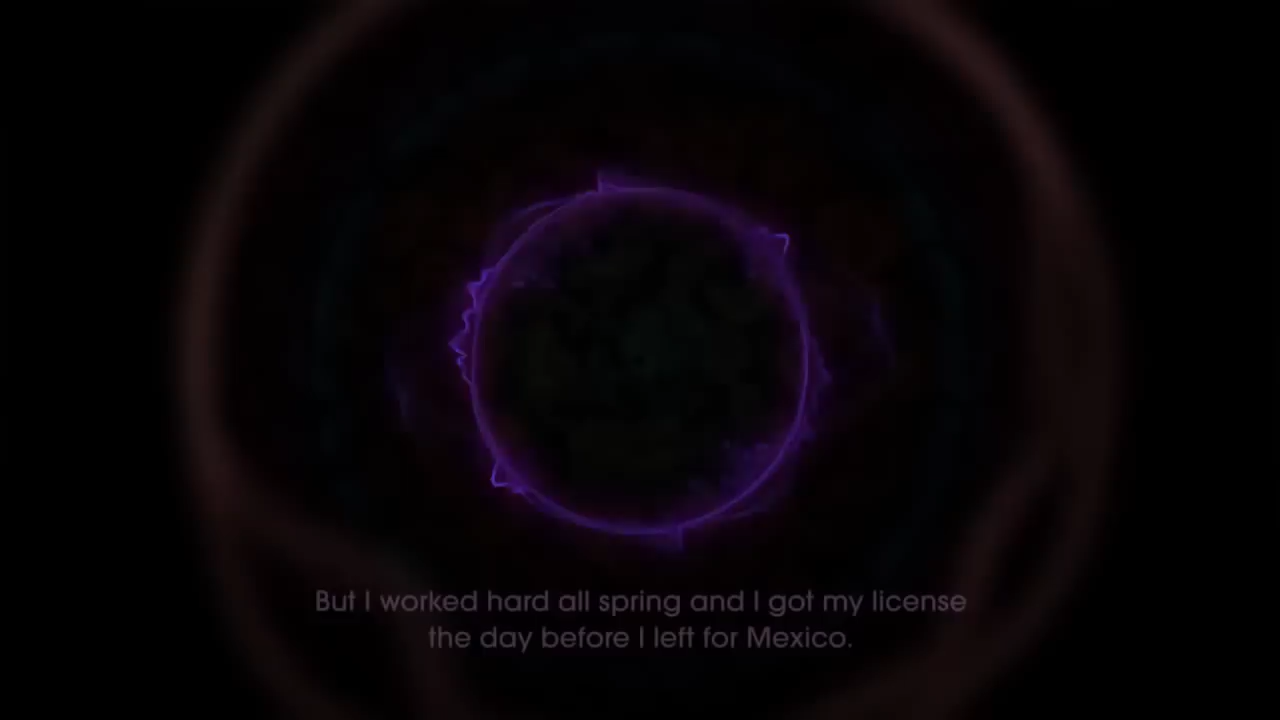 But I worked hard all spring and I got my license
the day before I left for Mexico.